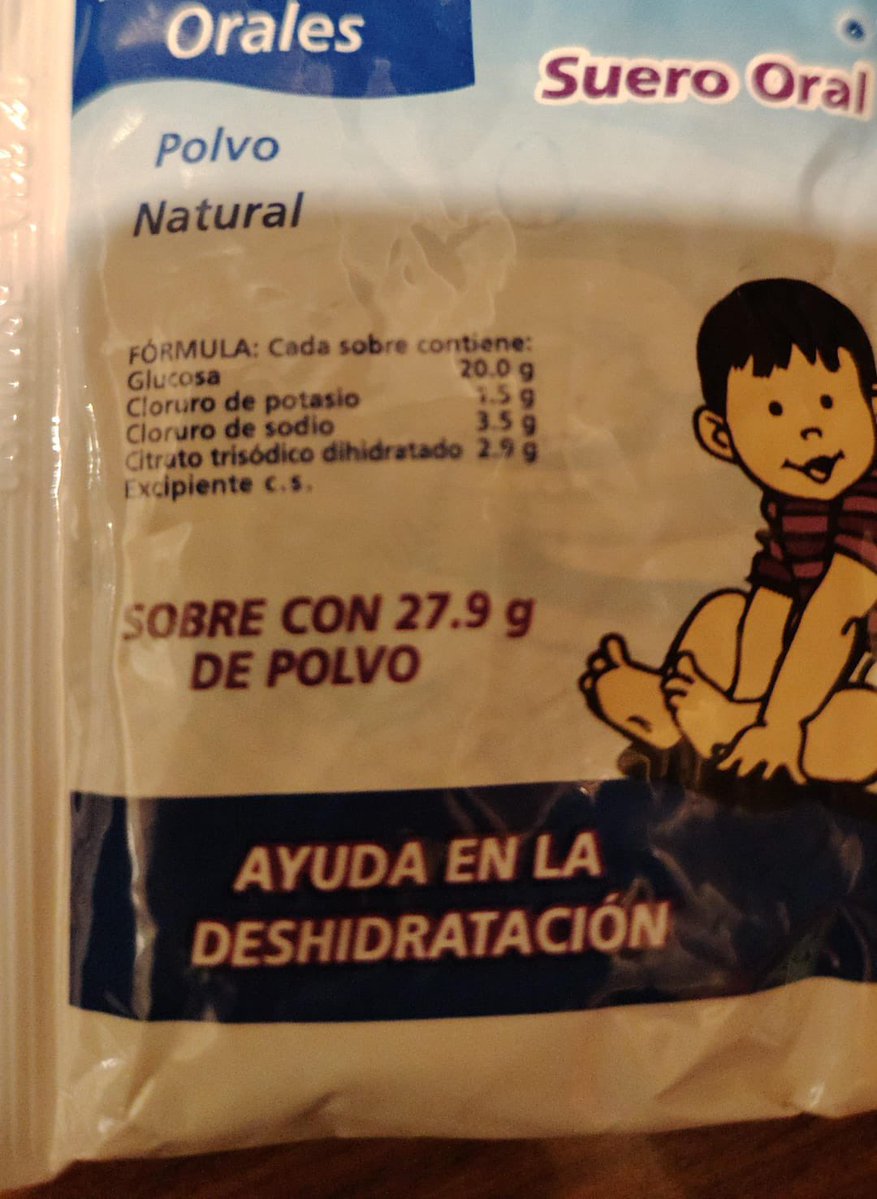 Orales
Suero Oral
Polvo
Natural
FÓRMULA: Cada sobre contiene:
Glucosa 20.0 g
Cloruro de potasio 1.5 g
Cloruro de sodio 3.5 g
Citrato trisódico dihidratado 2.9 g
Excipiente c.s.
SOBRE CON 27.9 g
DE POLVO
AYUDA EN LA
DESHIDRATACIÓN